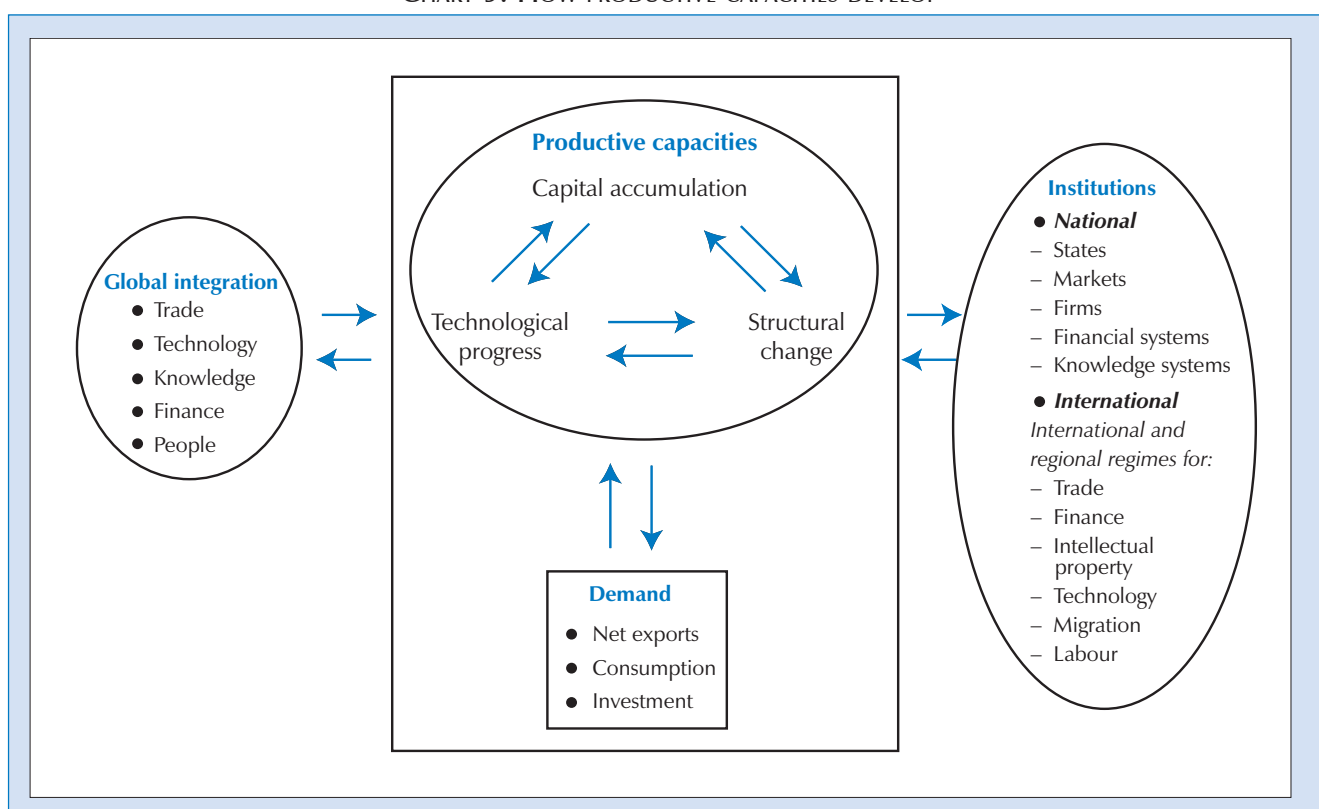 Productive capacities
Capital accumulation
Technological
progress
Structural
change
Global integration
● Trade
● Technology
● Knowledge
● Finance
● People
Demand
● Net exports
● Consumption
● Investment
Institutions
● National
– States
– Markets
– Firms
– Financial systems
– Knowledge systems
● International
International and
regional regimes for:
– Trade
– Finance
– Intellectual
property
– Technology
– Migration
– Labour